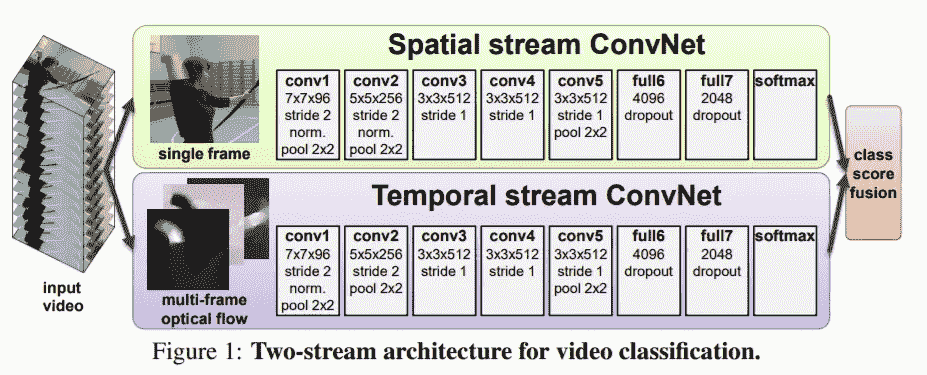 Spatial stream ConvNet
single frame
conv1
7x7x96
stride 2
norm.
pool 2x2
conv2
5x5x256
stride 2
norm.
pool 2x2
conv3
3x3x512
stride 1
conv4
3x3x512
stride 1
conv5
3x3x512
stride 1
pool 2x2
full6
4096
dropout
full7
2048
dropout
softmax
input
video
Temporal stream ConvNet
multi-frame
optical flow
conv1
7x7x96
stride 2
norm.
pool 2x2
conv2
5x5x256
stride 2
pool 2x2
conv3
3x3x512
stride 1
conv4
3x3x512
stride 1
conv5
3x3x512
stride 1
pool 2x2
full6
4096
dropout
full7
2048
dropout
softmax
class
score
fusion
Figure 1: Two-stream architecture for video classification.